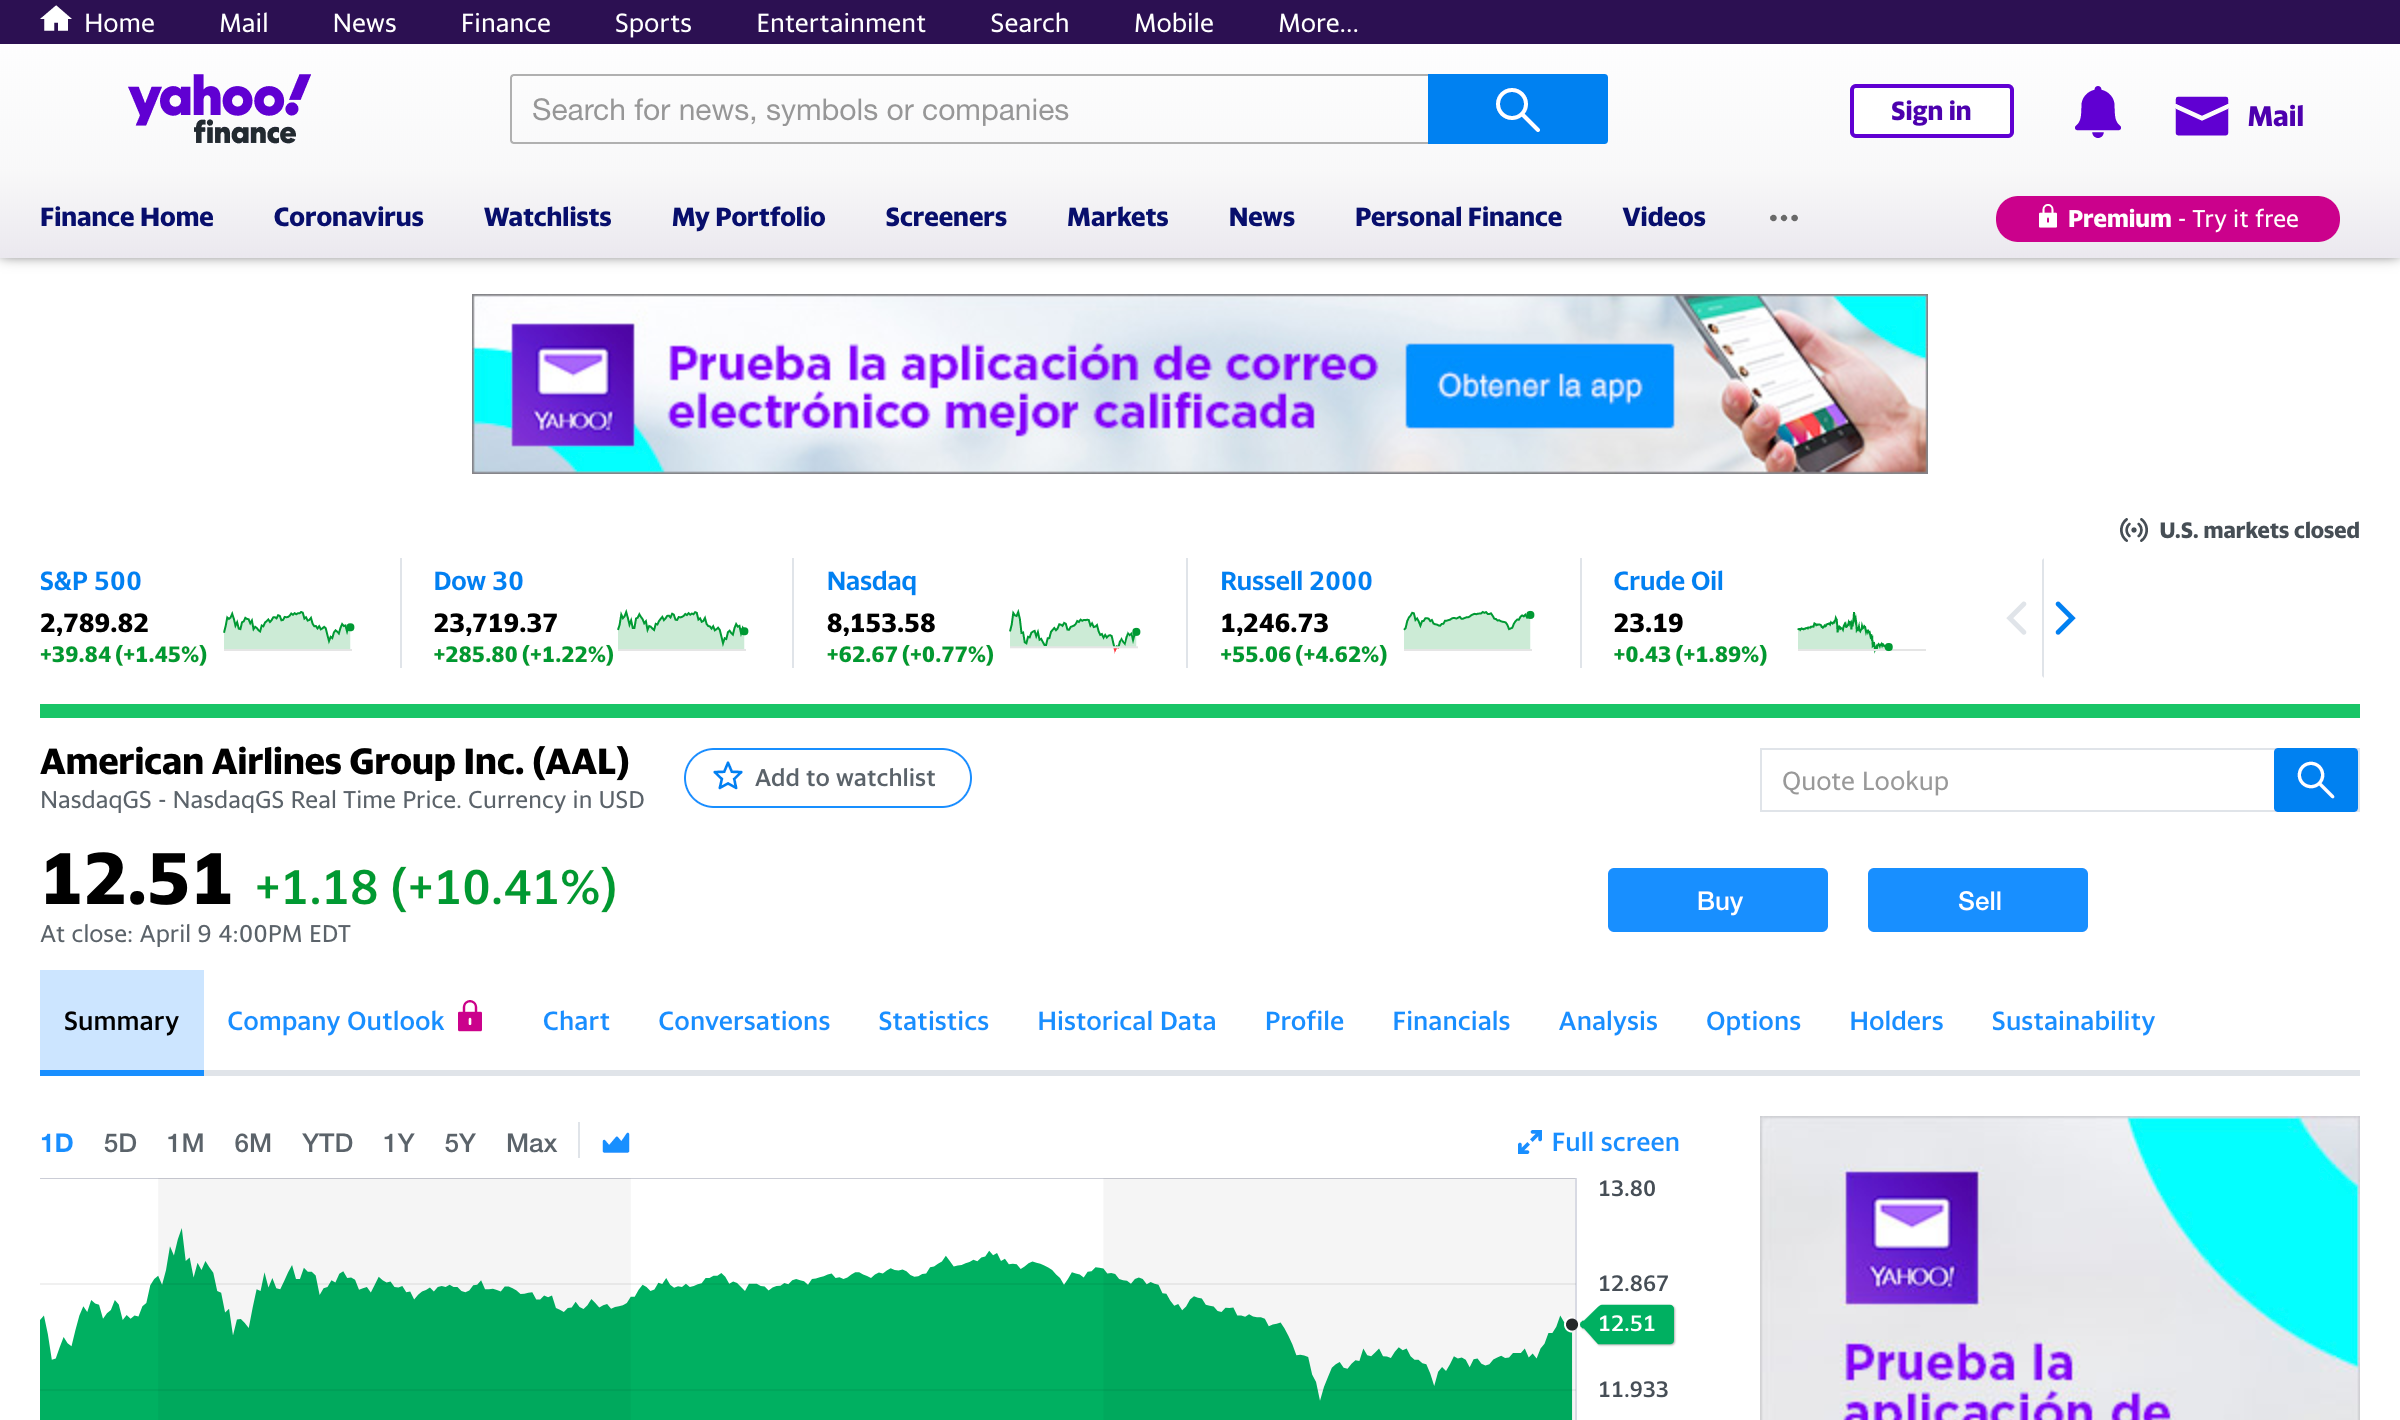 Home Mail News Finance Sports Entertainment Search Mobile More...
yahoo!
finance
Search for news, symbols or companies
Sign in
Mail
Finance Home Coronavirus Watchlists My Portfolio Screeners Markets News Personal Finance Videos
Premium - Try it free
YAHOO!
Prueba la aplicación de correo
electrónico mejor calificada
Obtener la app
U.S. markets closed
S&P 500
2,789.82
+39.84 (+1.45%)
Dow 30
23,719.37
+285.80 (+1.22%)
Nasdaq
8,153.58
+62.67 (+0.77%)
Russell 2000
1,246.73
+55.06 (+4.62%)
Crude Oil
23.19
+0.43 (+1.89%)
American Airlines Group Inc. (AAL)
NasdaqGS - NasdaqGS Real Time Price. Currency in USD
Add to watchlist
Quote Lookup
12.51 +1.18 (+10.41%)
At close: April 9 4:00PM EDT
Buy
Sell
Summary Company Outlook Chart Conversations Statistics Historical Data Profile Financials Analysis Options Holders Sustainability
1D 5D 1M 6M YTD 1Y 5Y Max
Full screen
13.80
12.867
12.51
11.933
YAHOO!
Prueba la
aplicación de